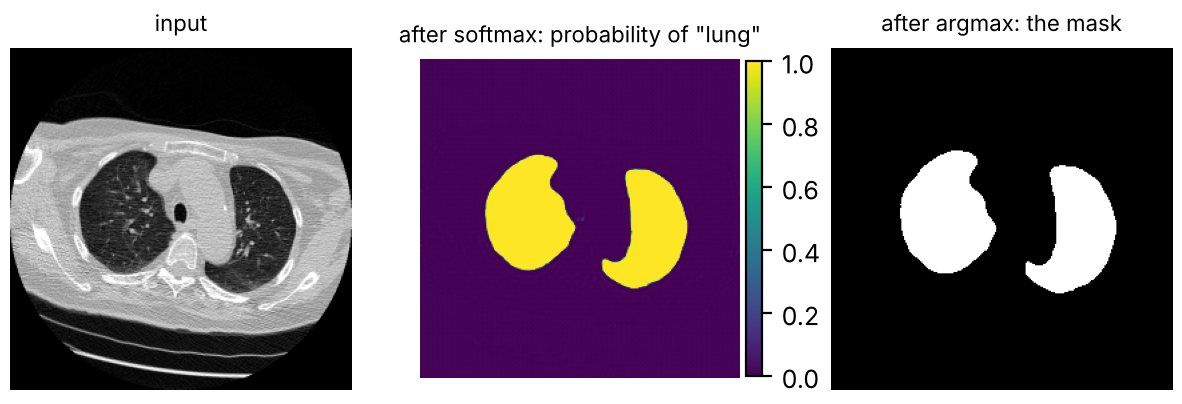 input
after softmax: probability of "lung"
after argmax: the mask
1.0
0.8
0.6
0.4
0.2
0.0